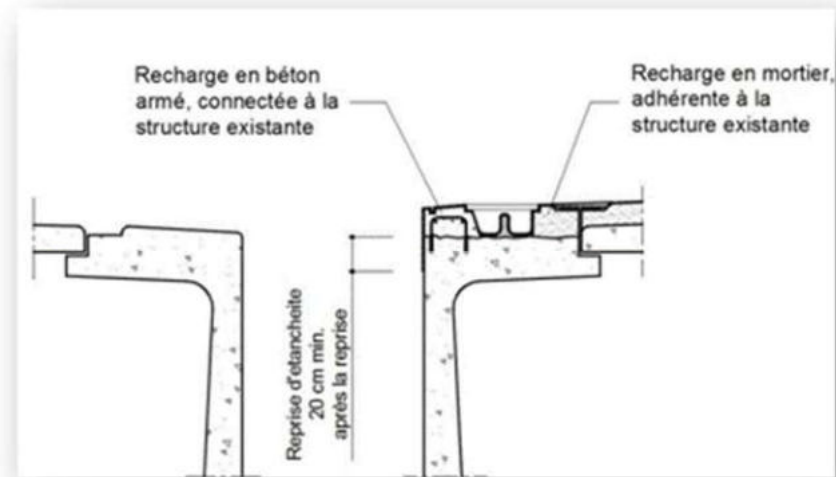 Recharge en béton
armé, connectée à la
structure existante
Recharge en mortier,
adhérente à la
structure existante
Reprise d'etancheite
20 cm min.
après la reprise